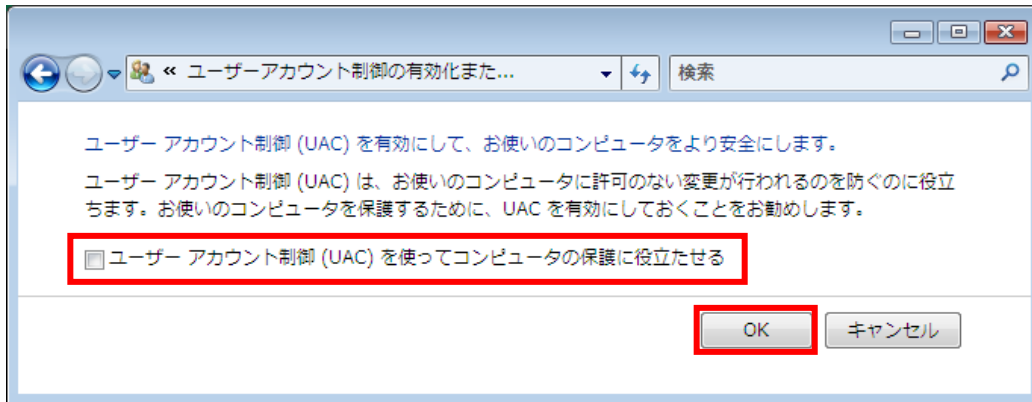 « ユーザーアカウント制御の有効化また...
検索
ユーザー アカウント制御 (UAC) を有効にして、お使いのコンピュータをより安全にします。
ユーザー アカウント制御 (UAC) は、お使いのコンピュータに許可のない変更が行われるのを防ぐのに役立
ちます。お使いのコンピュータを保護するために、UAC を有効にしておくことをお勧めします。
ユーザー アカウント制御 (UAC) を使ってコンピュータの保護に役立たせる
OK
キャンセル